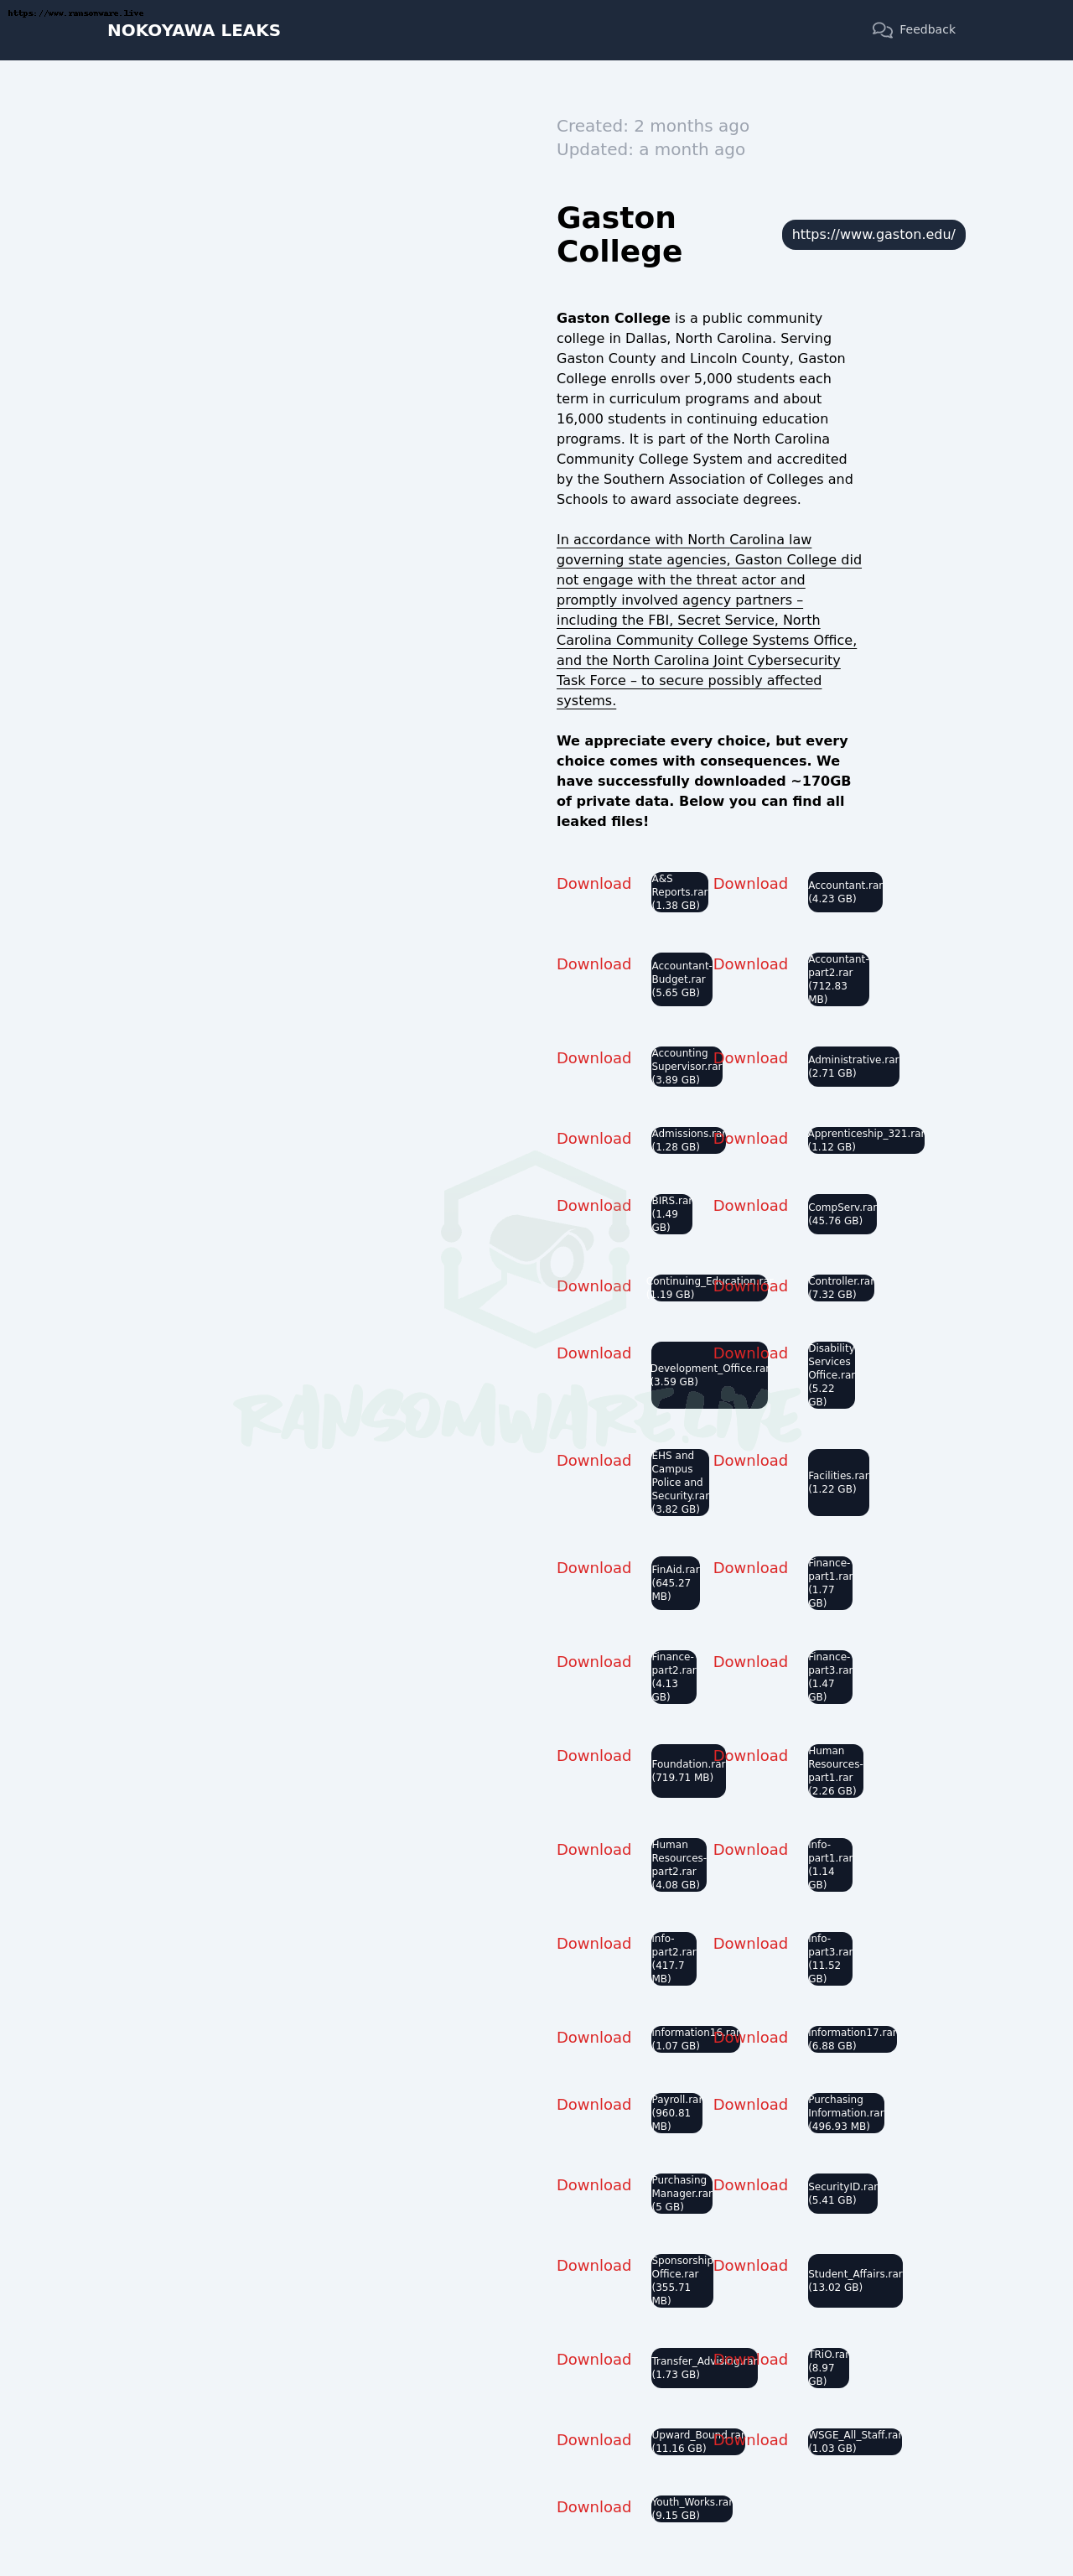 https://www.ransomware.live
NOKOYAWA LEAKS
Feedback
Created: 2 months ago
Updated: a month ago
Gaston
College
https://www.gaston.edu/
Gaston College is a public community
college in Dallas, North Carolina. Serving
Gaston County and Lincoln County, Gaston
College enrolls over 5,000 students each
term in curriculum programs and about
16,000 students in continuing education
programs. It is part of the North Carolina
Community College System and accredited
by the Southern Association of Colleges and
Schools to award associate degrees.
In accordance with North Carolina law
governing state agencies, Gaston College did
not engage with the threat actor and
promptly involved agency partners –
including the FBI, Secret Service, North
Carolina Community College Systems Office,
and the North Carolina Joint Cybersecurity
Task Force – to secure possibly affected
systems.
We appreciate every choice, but every
choice comes with consequences. We
have successfully downloaded ~170GB
of private data. Below you can find all
leaked files!
Download
A&S
Reports.rar
(1.38 GB)
Download
Accountant.rar
(4.23 GB)
Download
Accountant-
Budget.rar
(5.65 GB)
Download
Accountant-
part2.rar
(712.83
MB)
Download
Accounting
Supervisor.rar
(3.89 GB)
Download
Administrative.rar
(2.71 GB)
Download
Admissions.rar
(1.28 GB)
Download
Apprenticeship_321.rar
(1.12 GB)
Download
BIRS.rar
(1.49
GB)
Download
CompServ.rar
(45.76 GB)
Download
Continuing_Education.rar
(1.19 GB)
Download
Controller.rar
(7.32 GB)
Download
Development_Office.rar
(3.59 GB)
Download
Disability
Services
Office.rar
(5.22
GB)
RANSOMWARE.LIVE
Download
EHS and
Campus
Police and
Security.rar
(3.82 GB)
Download
Facilities.rar
(1.22 GB)
Download
FinAid.rar
(645.27
MB)
Download
Finance-
part1.rar
(1.77
GB)
Download
Finance-
part2.rar
(4.13
GB)
Download
Finance-
part3.rar
(1.47
GB)
Download
Foundation.rar
(719.71 MB)
Download
Human
Resources-
part1.rar
(2.26 GB)
Download
Human
Resources-
part2.rar
(4.08 GB)
Download
Info-
part1.rar
(1.14
GB)
Download
Info-
part2.rar
(417.7
MB)
Download
Info-
part3.rar
(11.52
GB)
Download
Information16.rar
(1.07 GB)
Download
Information17.rar
(6.88 GB)
Download
Payroll.rar
(960.81
MB)
Download
Purchasing
Information.rar
(496.93 MB)
Download
Purchasing
Manager.rar
(5 GB)
Download
SecurityID.rar
(5.41 GB)
Download
Sponsorship
Office.rar
(355.71
MB)
Download
Student_Affairs.rar
(13.02 GB)
Download
Transfer_Advising.rar
(1.73 GB)
Download
TRiO.rar
(8.97
GB)
Download
Upward_Bound.rar
(11.16 GB)
Download
WSGE_All_Staff.rar
(1.03 GB)
Download
Youth_Works.rar
(9.15 GB)